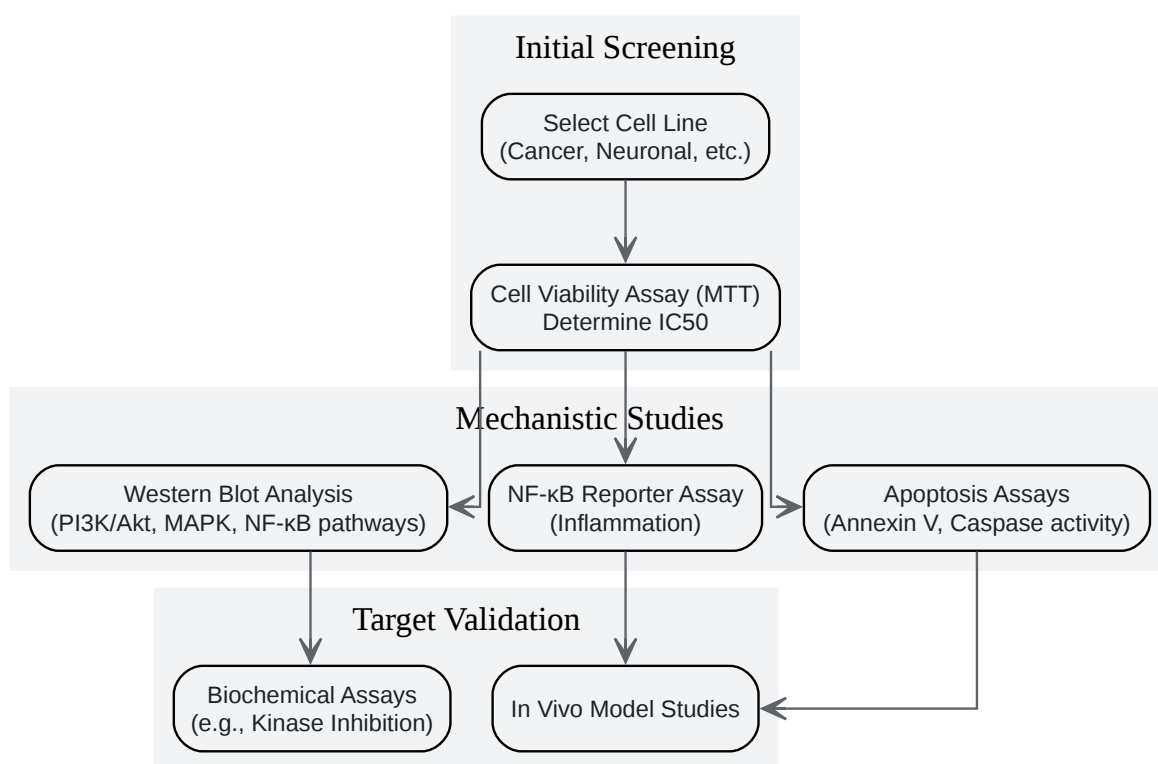 Initial Screening
Select Cell Line
(Cancer, Neuronal, etc.)
Cell Viability Assay (MTT)
Determine IC50
Mechanistic Studies
Western Blot Analysis
(PI3K/Akt, MAPK, NF-κB pathways)
NF-κB Reporter Assay
(Inflammation)
Apoptosis Assays
(Annexin V, Caspase activity)
Target Validation
Biochemical Assays
(e.g., Kinase Inhibition)
In Vivo Model Studies